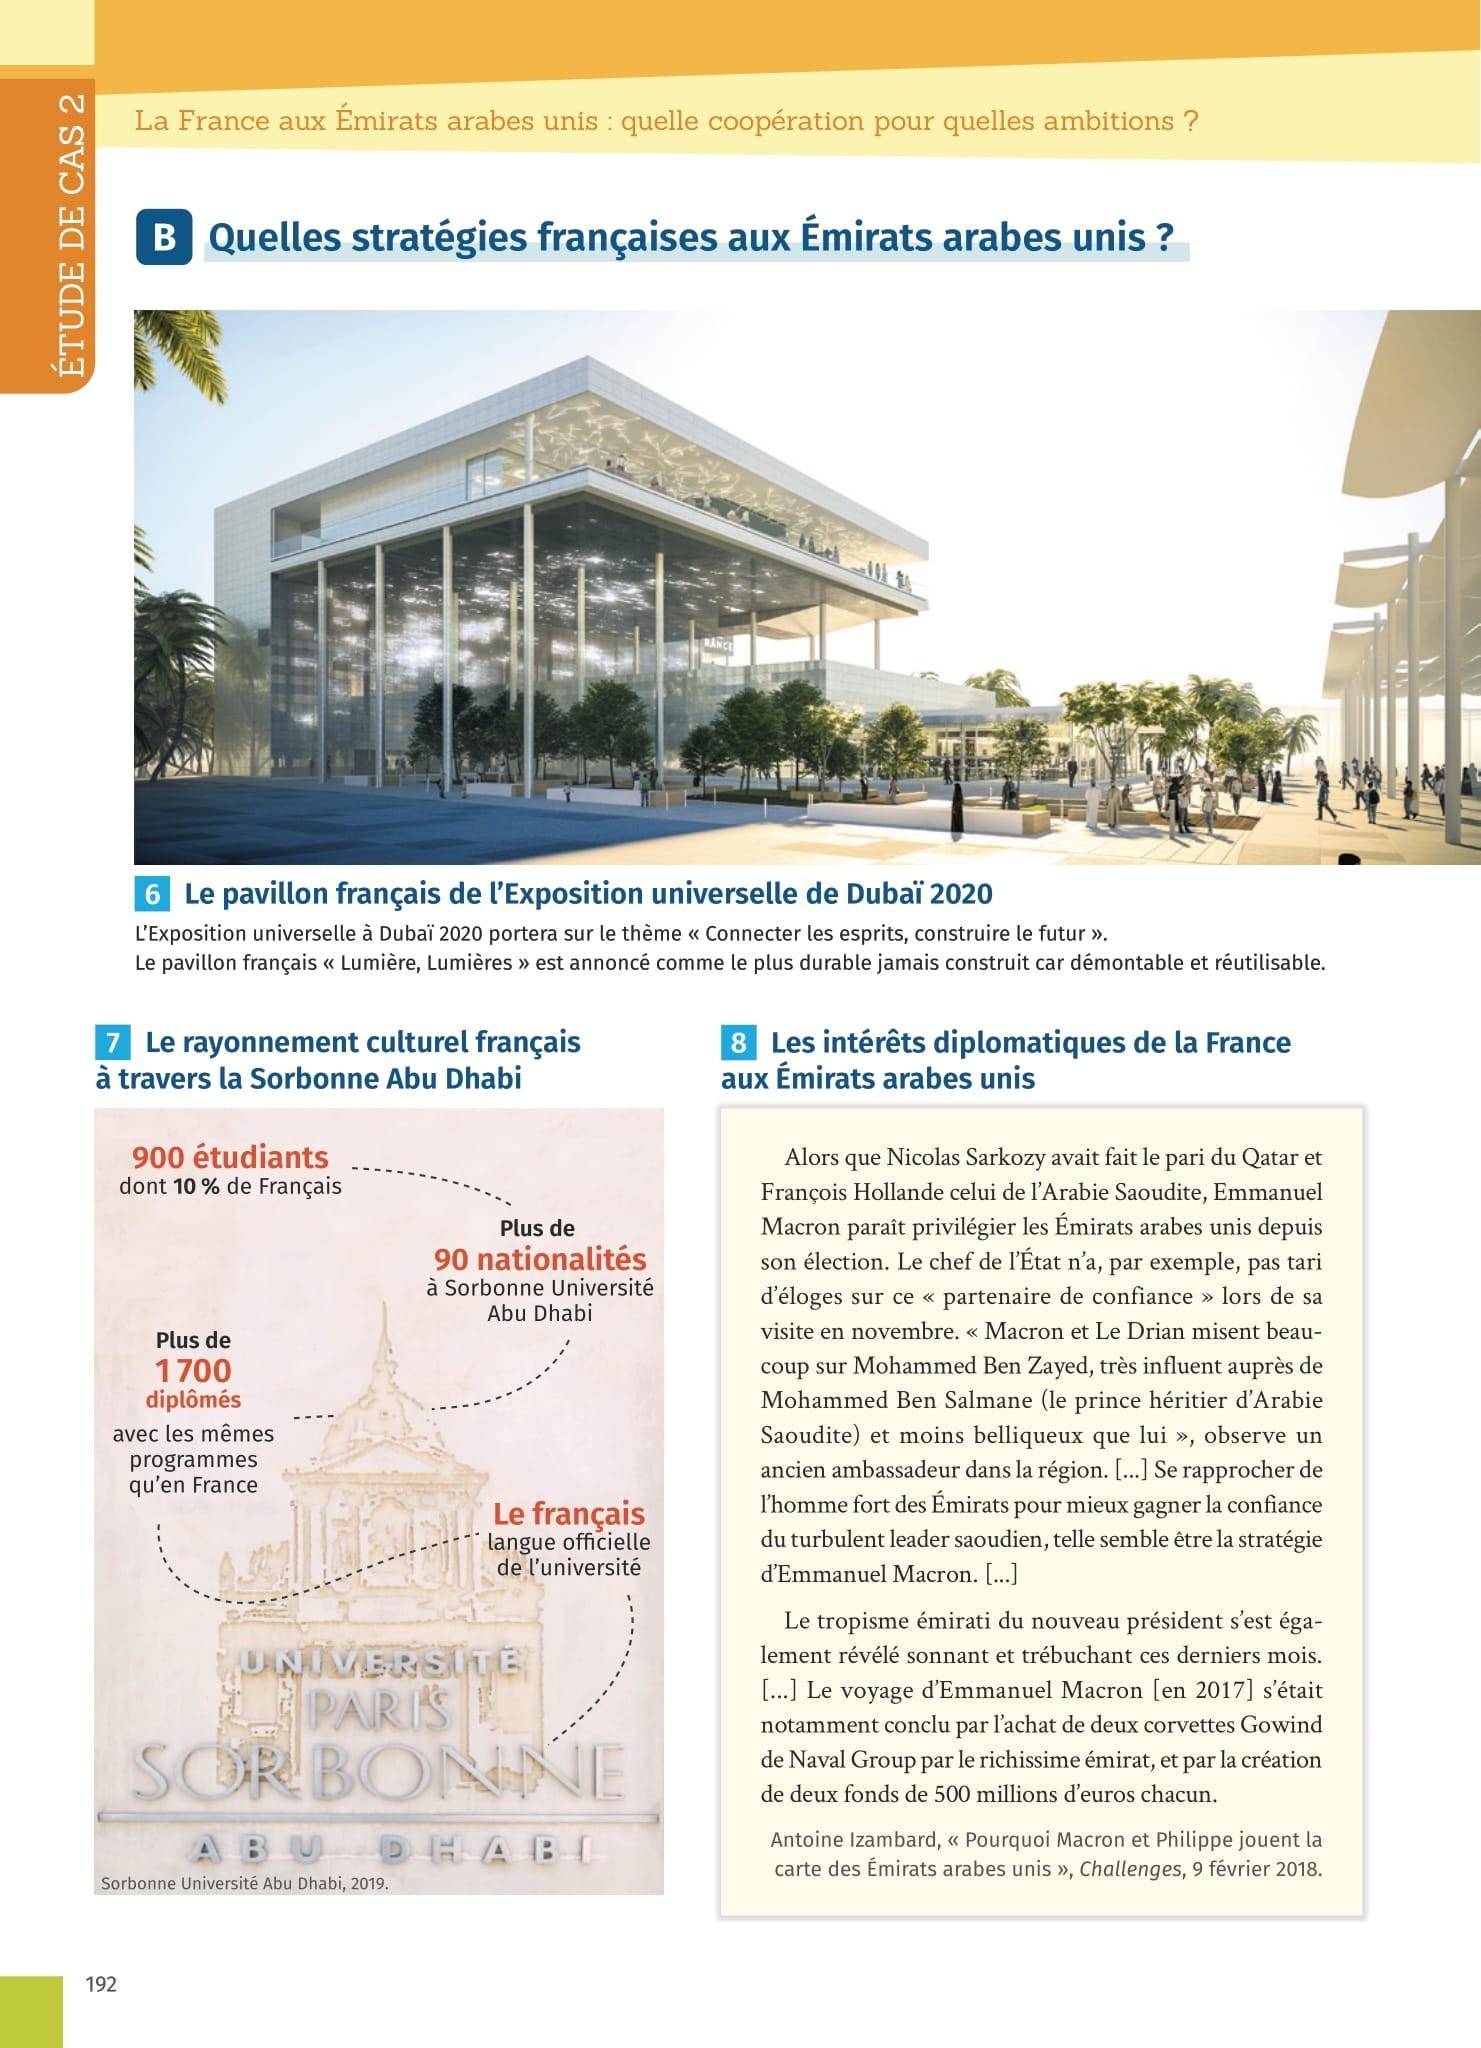 ÉTUDE DE CAS 2
La France aux Émirats arabes unis : quelle coopération pour quelles ambitions ?
B Quelles stratégies françaises aux Émirats arabes unis ?
6 Le pavillon français de l’Exposition universelle de Dubaï 2020
L’Exposition universelle à Dubaï 2020 portera sur le thème « Connecter les esprits, construire le futur ».
Le pavillon français « Lumière, Lumières » est annoncé comme le plus durable jamais construit car démontable et réutilisable.
7 Le rayonnement culturel français
à travers la Sorbonne Abu Dhabi
900 étudiants
dont 10 % de Français
Plus de
90 nationalités
à Sorbonne Université
Abu Dhabi
Plus de
1 700
diplômés
avec les mêmes
programmes
qu’en France
Le français
langue officielle
de l’université
UNIVERSITÉ
PARIS
SORBONNE
ABU DHABI
Sorbonne Université Abu Dhabi, 2019.
8 Les intérêts diplomatiques de la France
aux Émirats arabes unis
Alors que Nicolas Sarkozy avait fait le pari du Qatar et
François Hollande celui de l’Arabie Saoudite, Emmanuel
Macron paraît privilégier les Émirats arabes unis depuis
son élection. Le chef de l’État n’a, par exemple, pas tari
d’éloges sur ce « partenaire de confiance » lors de sa
visite en novembre. « Macron et Le Drian misent beau-
coup sur Mohammed Ben Zayed, très influent auprès de
Mohammed Ben Salmane (le prince héritier d’Arabie
Saoudite) et moins belliqueux que lui », observe un
ancien ambassadeur dans la région. [...] Se rapprocher de
l’homme fort des Émirats pour mieux gagner la confiance
du turbulent leader saoudien, telle semble être la stratégie
d’Emmanuel Macron. [...]
Le tropisme émirati du nouveau président s’est éga-
lement révélé sonnant et trébuchant ces derniers mois.
[...] Le voyage d’Emmanuel Macron [en 2017] s’était
notamment conclu par l’achat de deux corvettes Gowind
de Naval Group par le richissime émirat, et par la création
de deux fonds de 500 millions d’euros chacun.
Antoine Izambard, « Pourquoi Macron et Philippe jouent la
carte des Émirats arabes unis », Challenges, 9 février 2018.
192